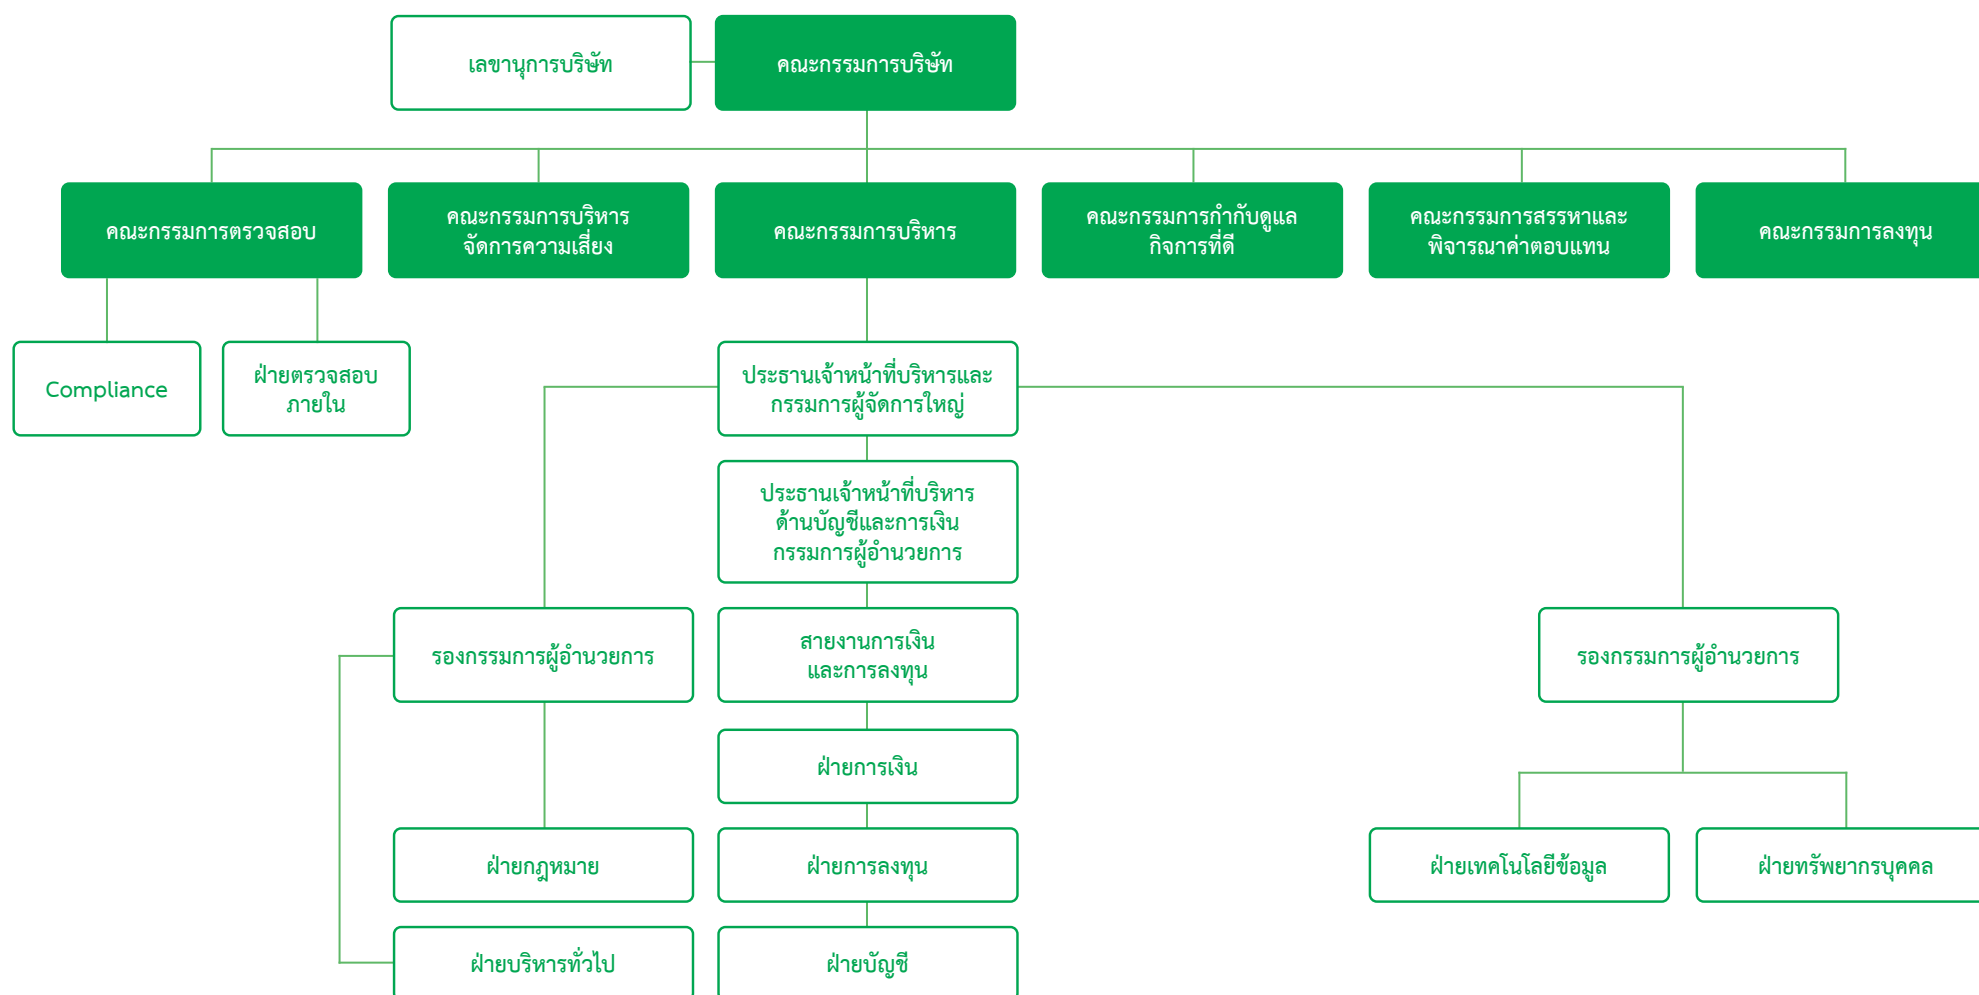 เลขานุการบริษัท
คณะกรรมการบริษัท
คณะกรรมการตรวจสอบ
คณะกรรมการบริหาร
จัดการความเสี่ยง
คณะกรรมการบริหาร
คณะกรรมการกำกับดูแล
กิจการที่ดี
คณะกรรมการสรรหาและ
พิจารณาค่าตอบแทน
คณะกรรมการลงทุน
Compliance
ฝ่ายตรวจสอบ
ภายใน
ประธานเจ้าหน้าที่บริหารและ
กรรมการผู้จัดการใหญ่
ประธานเจ้าหน้าที่บริหาร
ด้านบัญชีและการเงิน
กรรมการผู้อำนวยการ
รองกรรมการผู้อำนวยการ
สายงานการเงิน
และการลงทุน
รองกรรมการผู้อำนวยการ
ฝ่ายการเงิน
ฝ่ายกฎหมาย
ฝ่ายการลงทุน
ฝ่ายเทคโนโลยีข้อมูล
ฝ่ายทรัพยากรบุคคล
ฝ่ายบริหารทั่วไป
ฝ่ายบัญชี